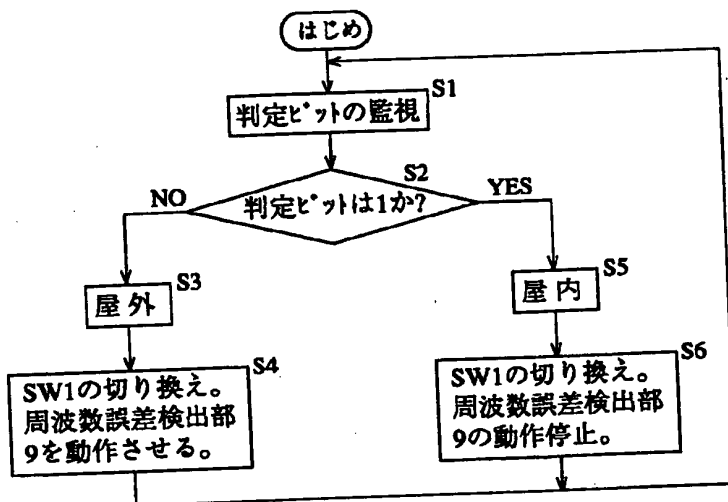 はじめ
S1
判定ビットの監視
S2
判定ビットは1か?
NO
YES
S3
屋外
S5
屋内
S4
SW1の切り換え。
周波数誤差検出部
9を動作させる。
S6
SW1の切り換え。
周波数誤差検出部
9の動作停止。